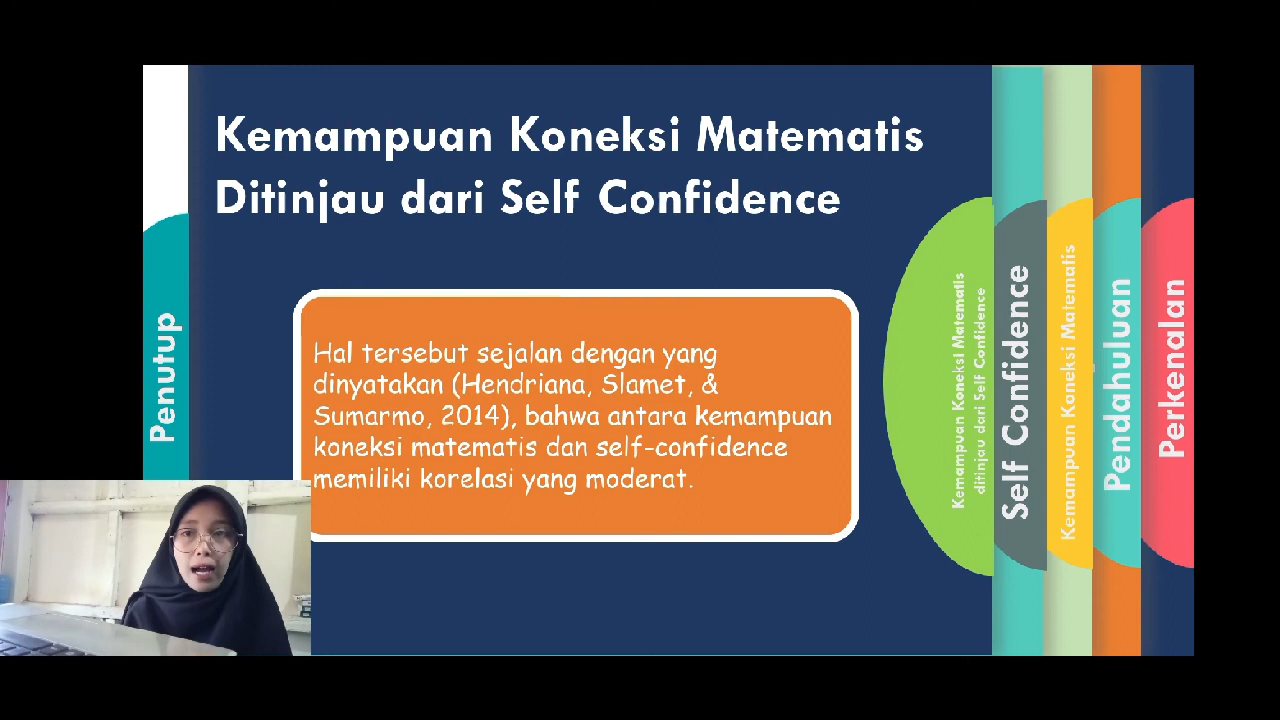 Kemampuan Koneksi Matematis
Ditinjau dari Self Confidence
Hal tersebut sejalan dengan yang
dinyatakan (Hendriana, Slamet, &
Sumarmo, 2014), bahwa antara kemampuan
koneksi matematis dan self-confidence
memiliki korelasi yang moderat.
Penutup
Kemampuan Koneksi Matematis
ditinjau dari Self Confidence
Self Confidence
Kemampuan Koneksi Matematis
Pendahuluan
Perkenalan